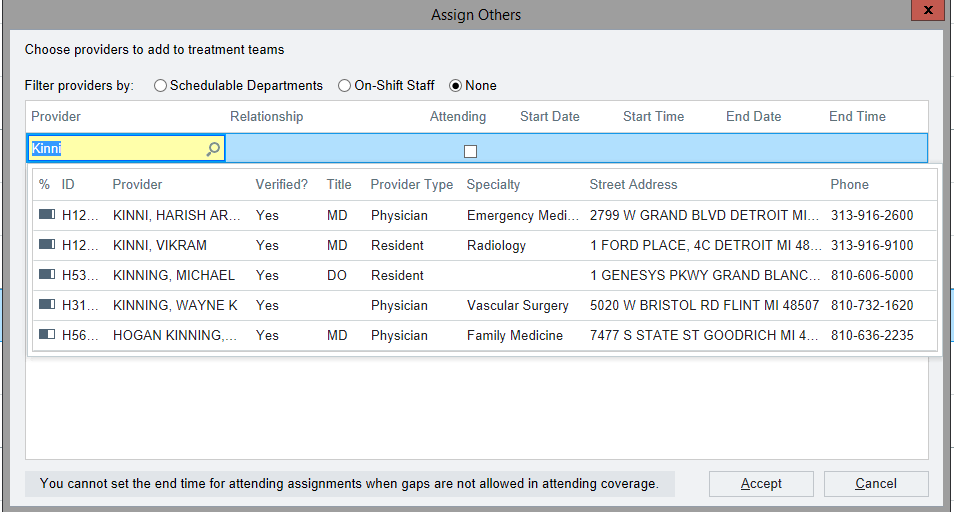 Assign Others
x
Choose providers to add to treatment teams
Filter providers by: Schedulable Departments On-Shift Staff None
Provider Relationship Attending Start Date Start Time End Date End Time
Kinni
% ID Provider Verified? Title Provider Type Specialty Street Address Phone
H12... KINNI, HARISH AR... Yes MD Physician Emergency Medi... 2799 W GRAND BLVD DETROIT MI... 313-916-2600
H12... KINNI, VIKRAM Yes MD Resident Radiology 1 FORD PLACE, 4C DETROIT MI 48... 313-916-9100
H53... KINNING, MICHAEL Yes DO Resident 1 GENESYS PKWY GRAND BLANC... 810-606-5000
H31... KINNING, WAYNE K Yes Physician Vascular Surgery 5020 W BRISTOL RD FLINT MI 48507 810-732-1620
H56... HOGAN KINNING,... Yes MD Physician Family Medicine 7477 S STATE ST GOODRICH MI 4... 810-636-2235
You cannot set the end time for attending assignments when gaps are not allowed in attending coverage. Accept Cancel